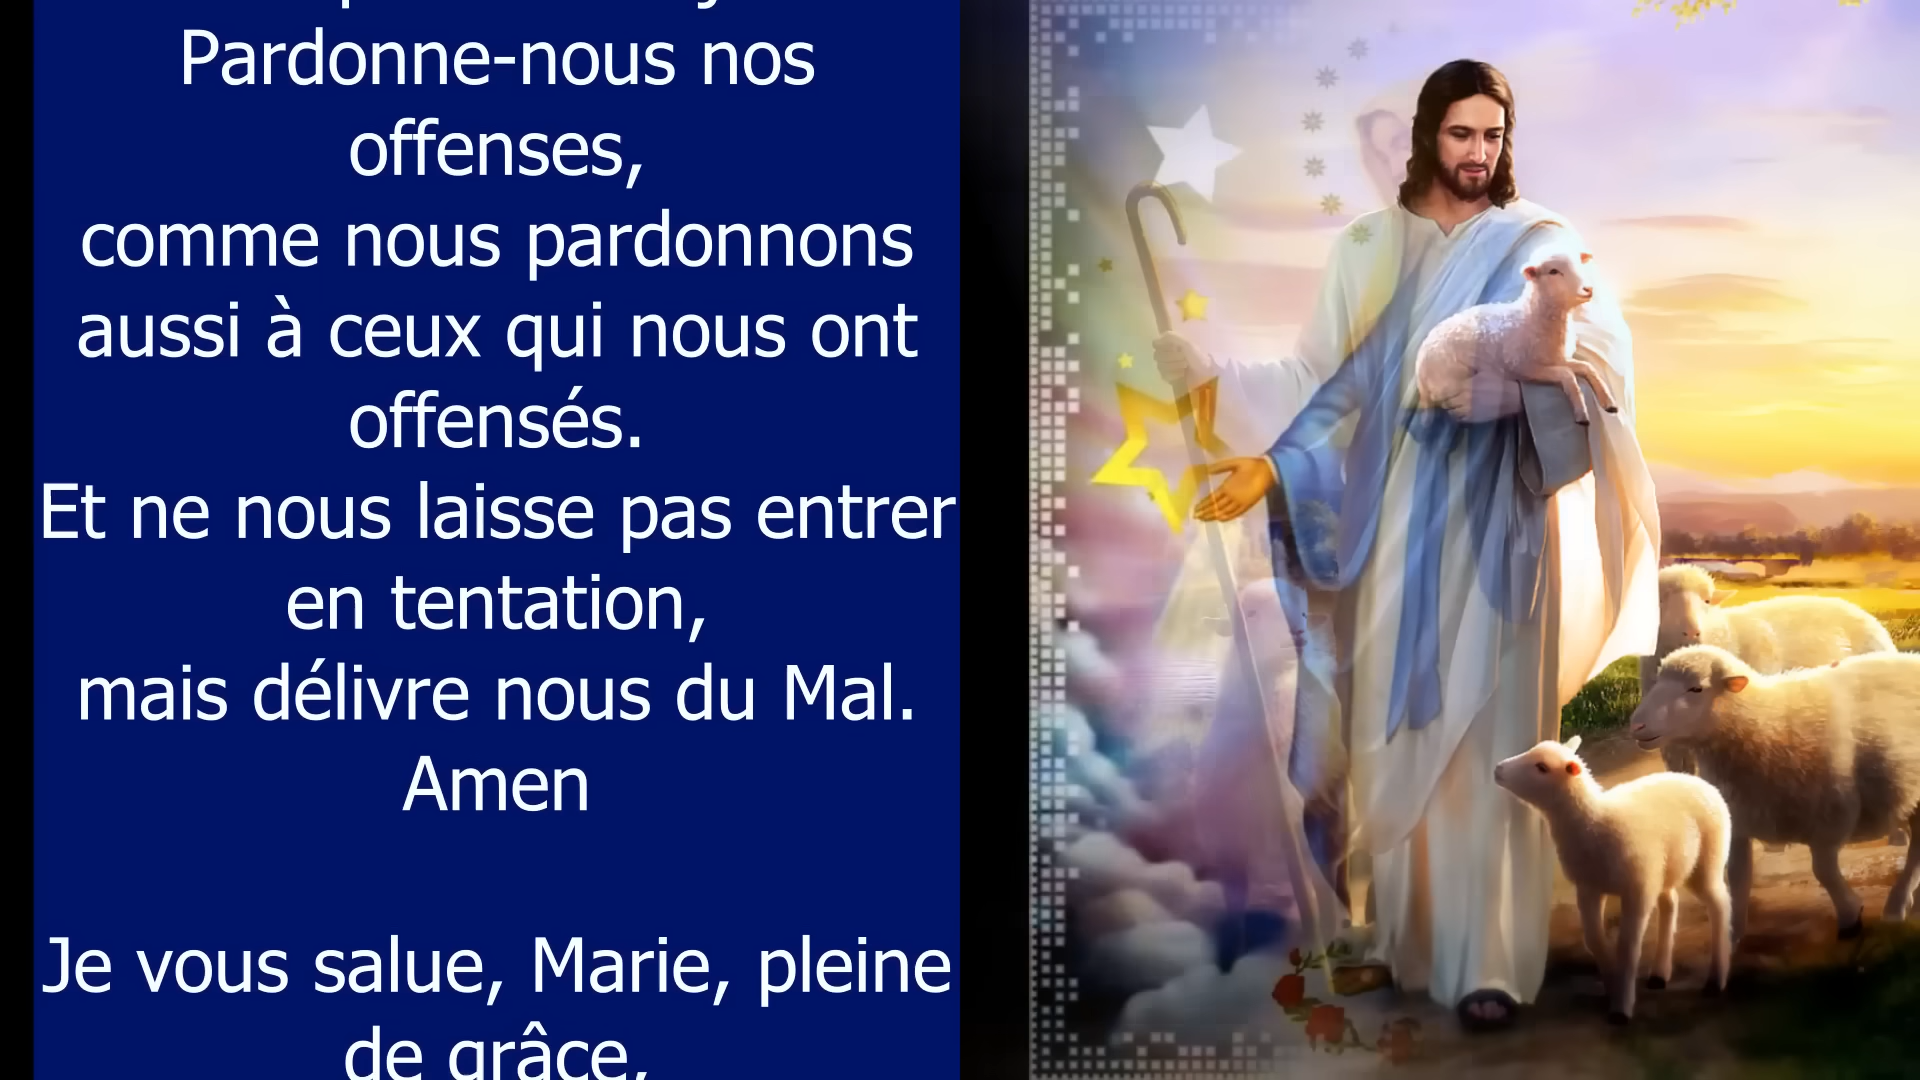 Pardonne-nous nos
offenses,
comme nous pardonnons
aussi à ceux qui nous ont
offensés.
Et ne nous laisse pas entrer
en tentation,
mais délivre nous du Mal.
Amen
Je vous salue, Marie, pleine
de grâce,